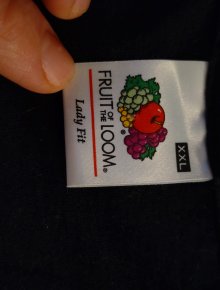 FRUIT OF THE LOOM®
®
Lady Fit
XXL